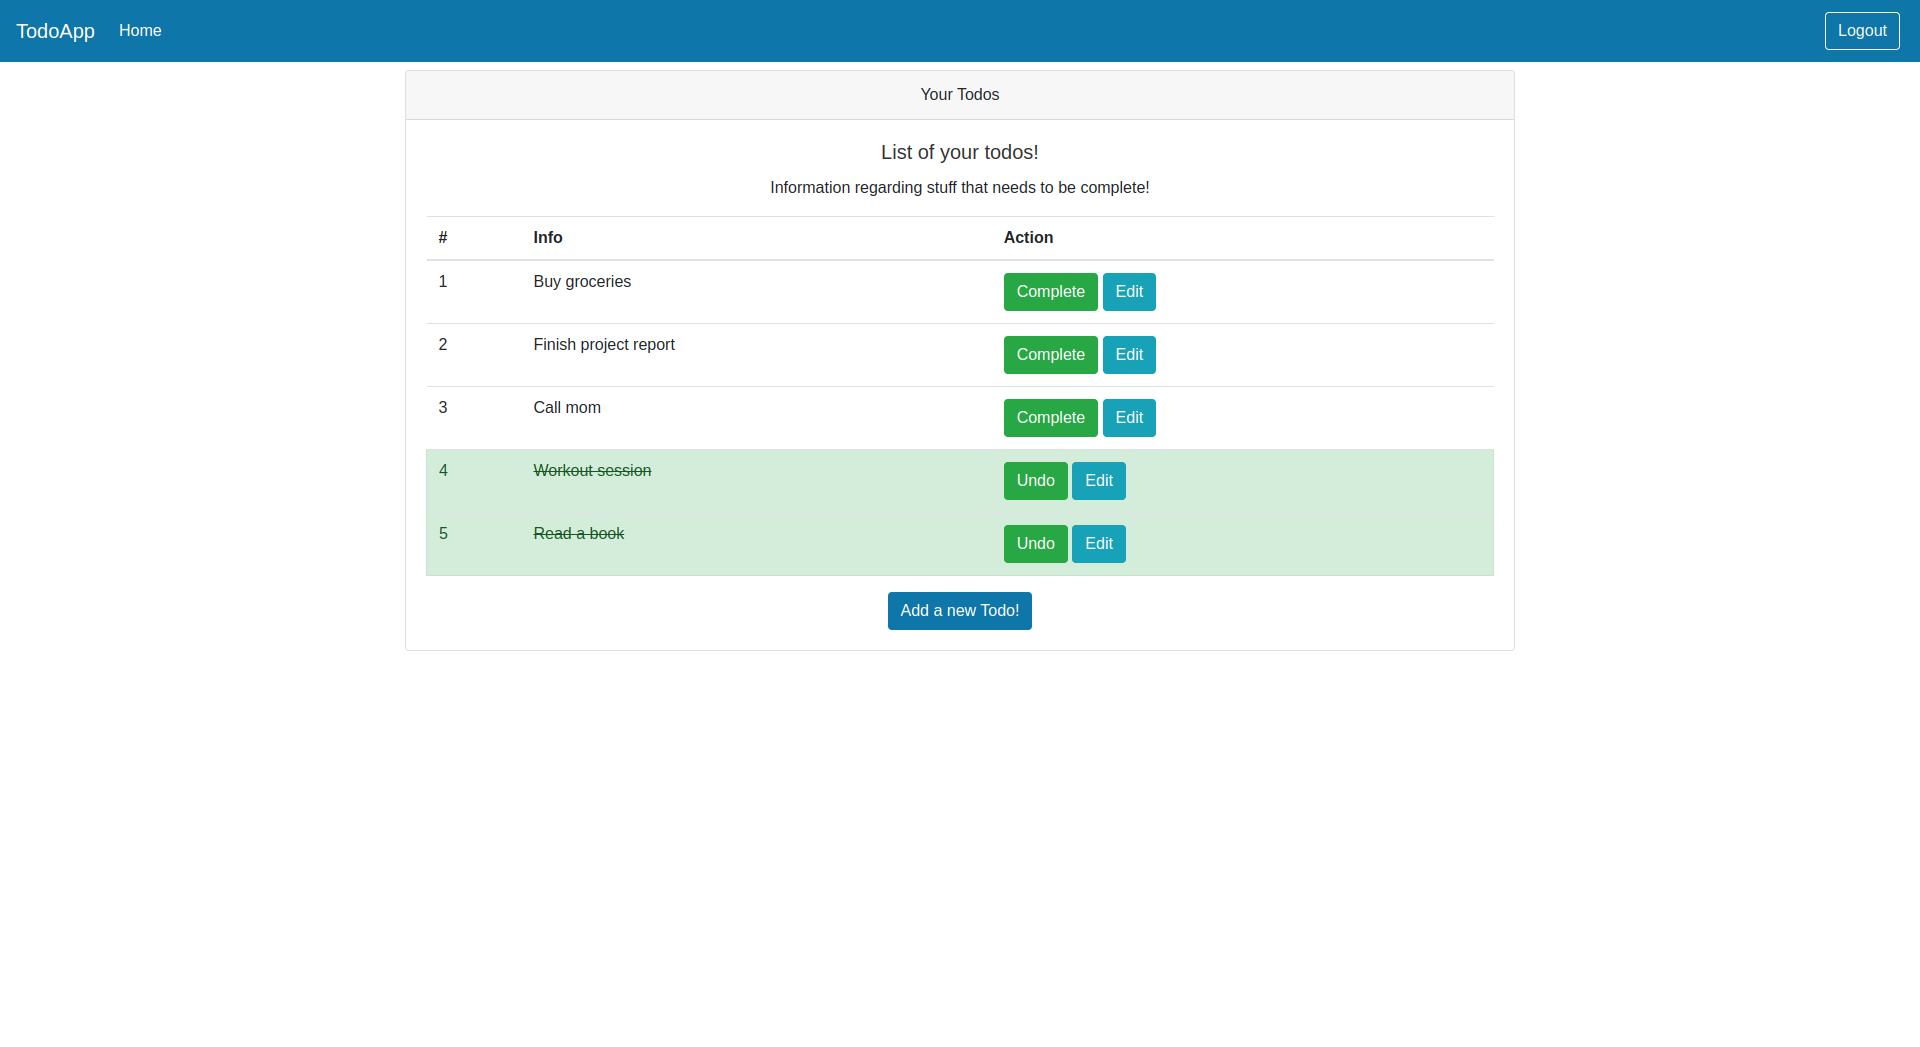 TodoApp Home Logout
Your Todos
List of your todos!
Information regarding stuff that needs to be complete!
# Info Action
1 Buy groceries Complete Edit
2 Finish project report Complete Edit
3 Call mom Complete Edit
4 Workout session Undo Edit
5 Read a book Undo Edit
Add a new Todo!